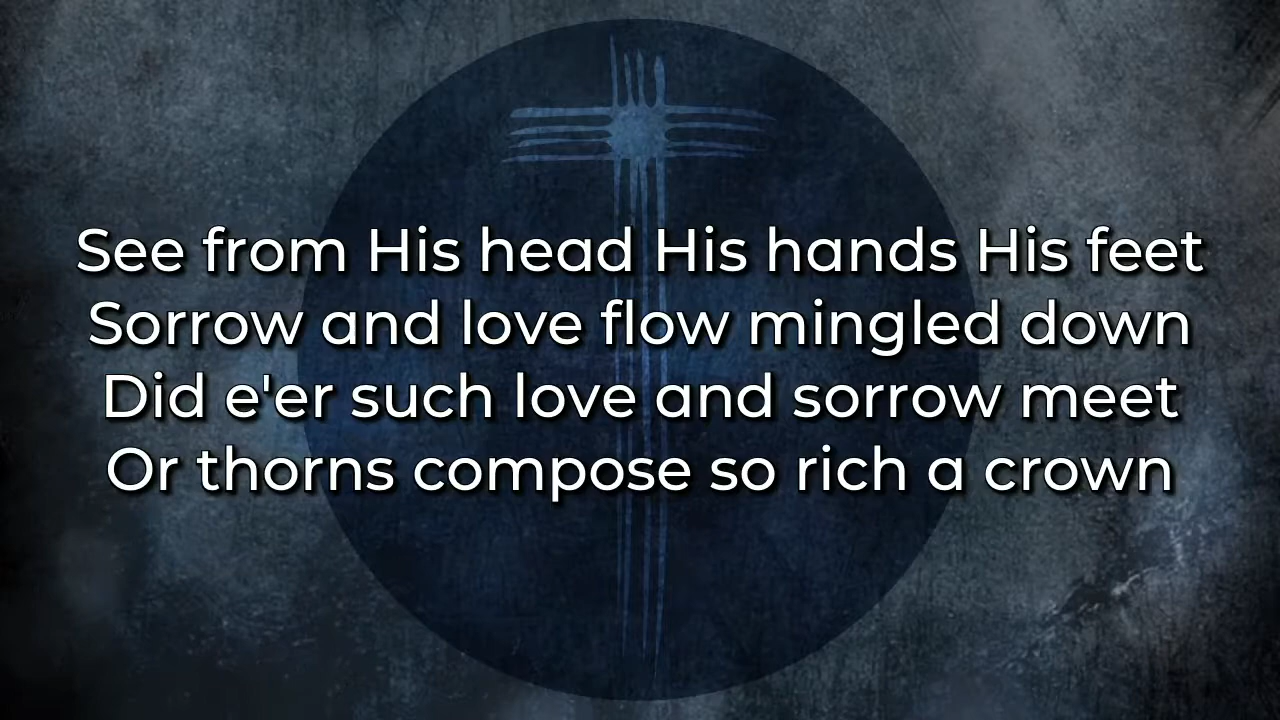 See from His head His hands His feet
Sorrow and love flow mingled down
Did e'er such love and sorrow meet
Or thorns compose so rich a crown